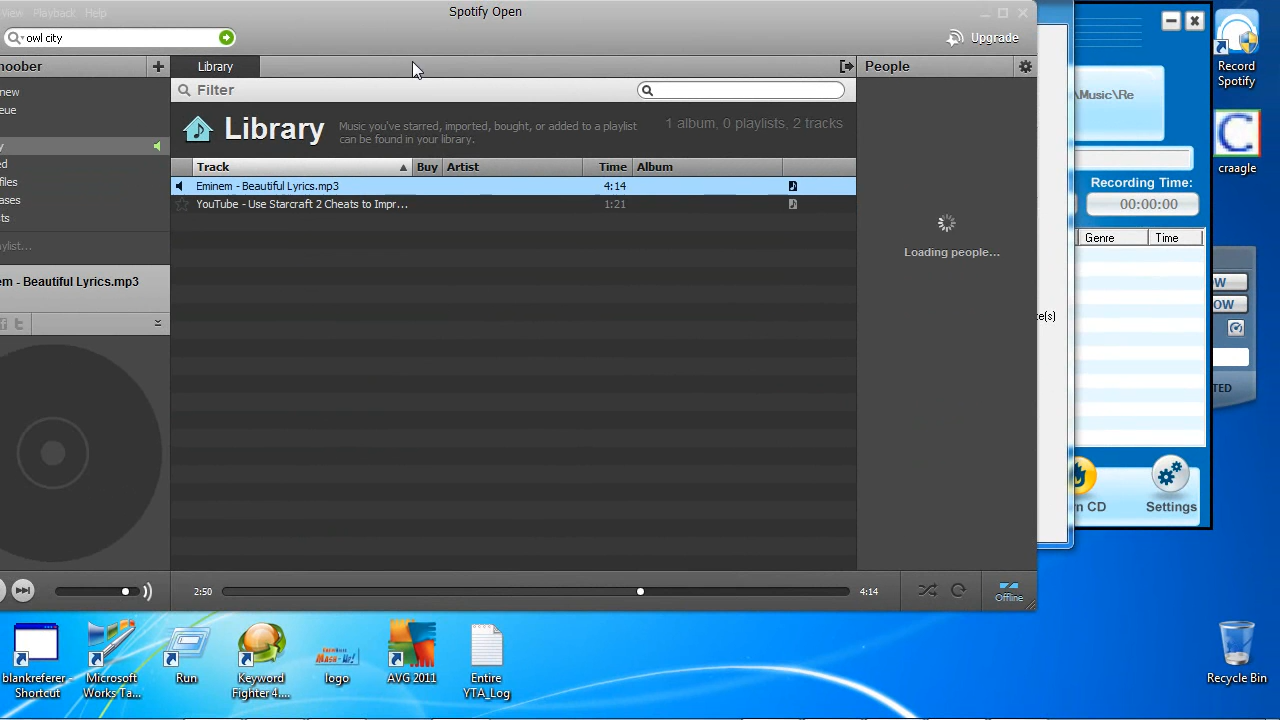 View Playback Help
Spotify Open
owl city
Upgrade
noober
Library
People
new
Filter
Library
Music you've starred, imported, bought, or added to a playlist
can be found in your library.
1 album, 0 playlists, 2 tracks
Track Buy Artist Time Album
Eminem - Beautiful Lyrics.mp3 4:14
YouTube - Use Starcraft 2 Cheats to Impr... 1:21
Loading people...
files
aylist...
em - Beautiful Lyrics.mp3
2:50
4:14
Offline
\Music\Re
Recording Time:
00:00:00
Genre Time
te(s)
n CD
Settings
W
OW
TED
Record
Spotify
craagle
Recycle Bin
blankreferer -
Shortcut
Microsoft
Works Ta...
Run
Keyword
Fighter 4....
logo
AVG 2011
Entire
YTA_Log